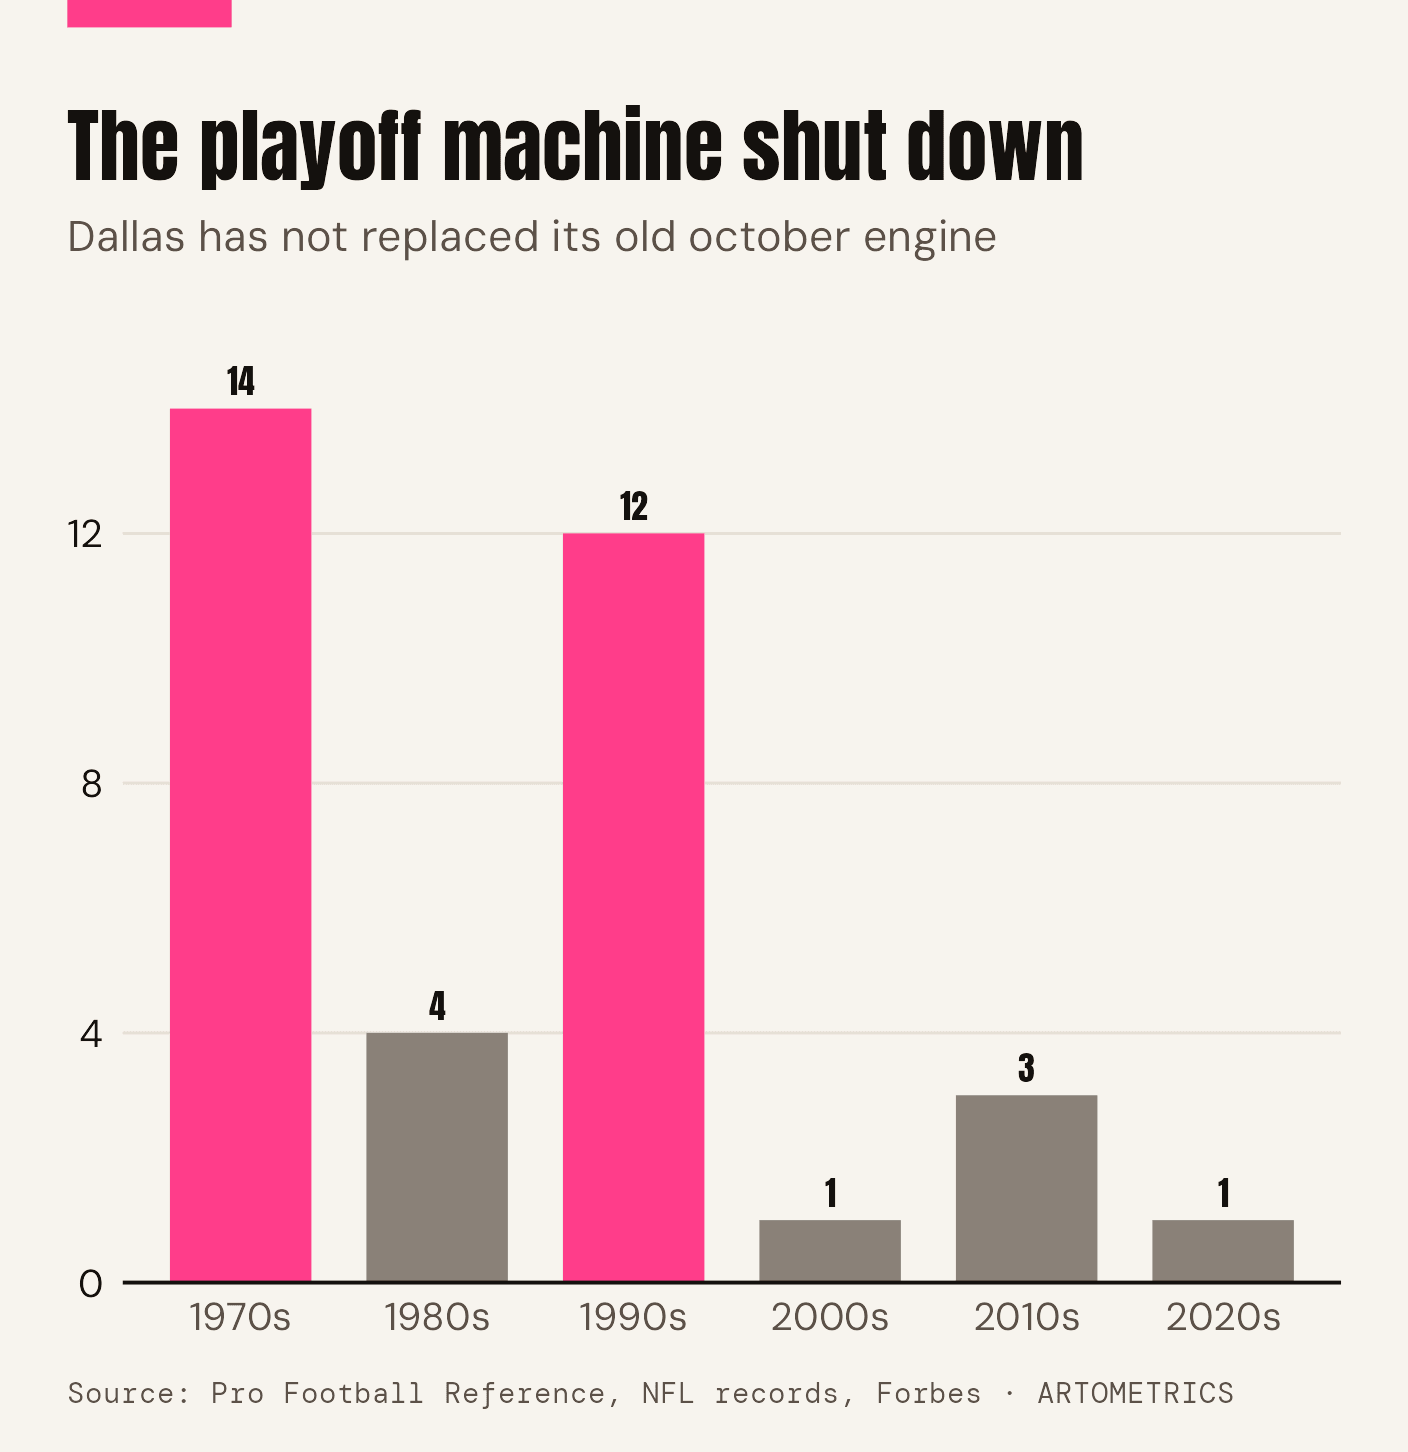 The playoff machine shut down
Dallas has not replaced its old october engine
14
12
12
8
4
4
3
1
1
0
1970s 1980s 1990s 2000s 2010s 2020s
Source: Pro Football Reference, NFL records, Forbes · ARTOMETRICS